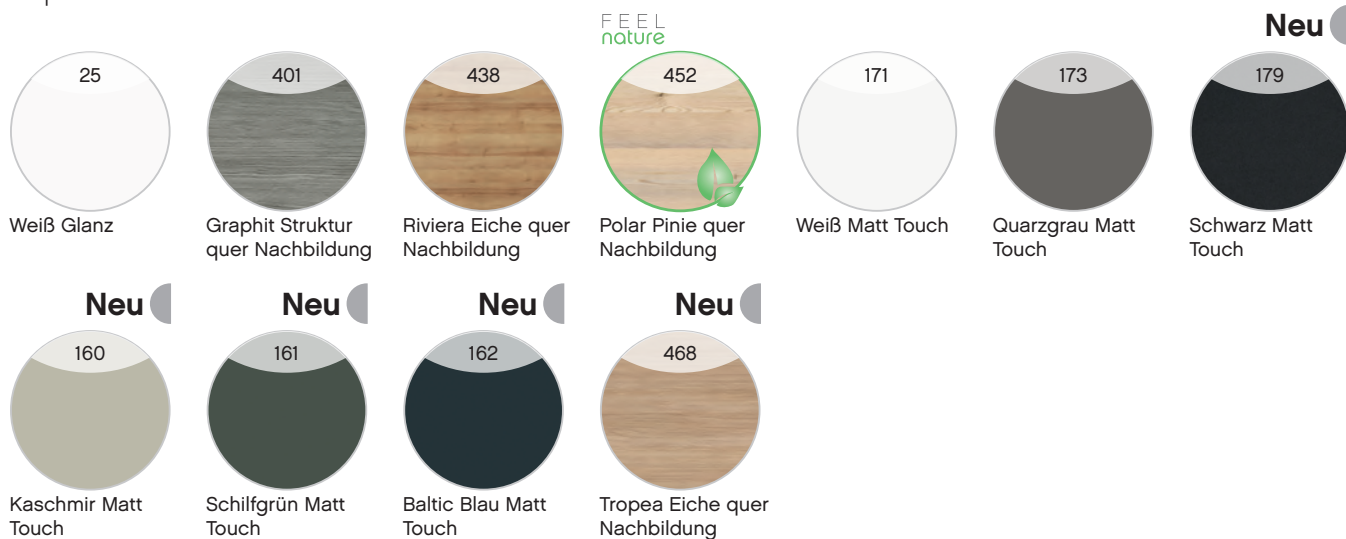 FEEL
nature
Neu
25
401
438
452
171
173
179
Weiß Glanz
Graphit Struktur
quer Nachbildung
Riviera Eiche quer
Nachbildung
Polar Pinie quer
Nachbildung
Weiß Matt Touch
Quarzgrau Matt
Touch
Schwarz Matt
Touch
Neu
Neu
Neu
Neu
160
161
162
468
Kaschmir Matt
Touch
Schilfgrün Matt
Touch
Baltic Blau Matt
Touch
Tropea Eiche quer
Nachbildung